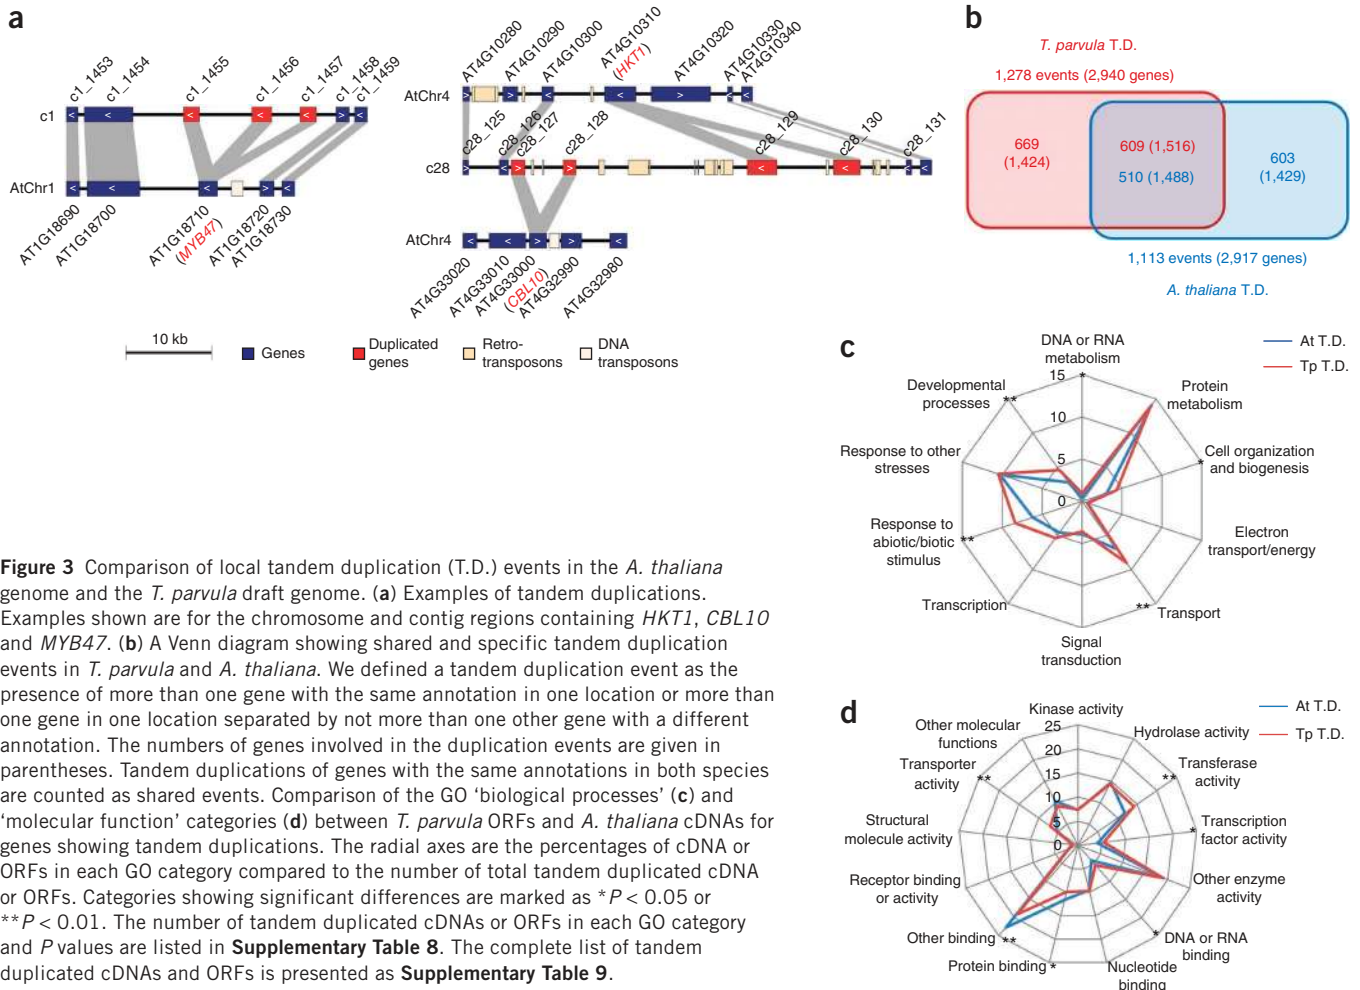 a
c1_1453
c1_1454
c1_1455
c1_1456
c1_1457
c1_1458
c1_1459
c1
AtChr1
AT1G18690
AT1G18700
AT1G18710
(MYB47)
AT1G18720
AT1G18730
AT4G10280
AT4G10290
AT4G10300
AT4G10310
(HKT1)
AT4G10320
AT4G10330
AT4G10340
AtChr4
c28_125
c28_126
c28_127
c28_128
c28_129
c28_130
c28_131
c28
AtChr4
AT4G33020
AT4G33010
AT4G33000
(CBL10)
AT4G32990
AT4G32980
10 kb
Genes
Duplicated
genes
Retro-
transposons
DNA
transposons
b
T. parvula T.D.
1,278 events (2,940 genes)
669
(1,424)
609 (1,516)
510 (1,488)
603
(1,429)
1,113 events (2,917 genes)
A. thaliana T.D.
c
At T.D.
Tp T.D.
DNA or RNA
metabolism
15
*
10
5
0
Protein
metabolism
Cell organization
and biogenesis
*
Electron
transport/energy
Transport
**
Signal
transduction
Transcription
Response to
abiotic/biotic
stimulus
**
Response to other
stresses
Developmental
processes
**
Figure 3 Comparison of local tandem duplication (T.D.) events in the A. thaliana
genome and the T. parvula draft genome. (a) Examples of tandem duplications.
Examples shown are for the chromosome and contig regions containing HKT1, CBL10
and MYB47. (b) A Venn diagram showing shared and specific tandem duplication
events in T. parvula and A. thaliana. We defined a tandem duplication event as the
presence of more than one gene with the same annotation in one location or more than
one gene in one location separated by not more than one other gene with a different
annotation. The numbers of genes involved in the duplication events are given in
parentheses. Tandem duplications of genes with the same annotations in both species
are counted as shared events. Comparison of the GO ‘biological processes’ (c) and
‘molecular function’ categories (d) between T. parvula ORFs and A. thaliana cDNAs for
genes showing tandem duplications. The radial axes are the percentages of cDNA or
ORFs in each GO category compared to the number of total tandem duplicated cDNA
or ORFs. Categories showing significant differences are marked as *P < 0.05 or
**P < 0.01. The number of tandem duplicated cDNAs or ORFs in each GO category
and P values are listed in Supplementary Table 8. The complete list of tandem
duplicated cDNAs and ORFs is presented as Supplementary Table 9.
d
At T.D.
Tp T.D.
Kinase activity
25
20
15
10
5
0
Hydrolase activity
Transferase
activity
**
Transcription
factor activity
*
Other enzyme
activity
DNA or RNA
binding
*
Nucleotide
binding
Protein binding
*
Other binding
**
Receptor binding
or activity
Structural
molecule activity
Transporter
activity
**
Other molecular
functions